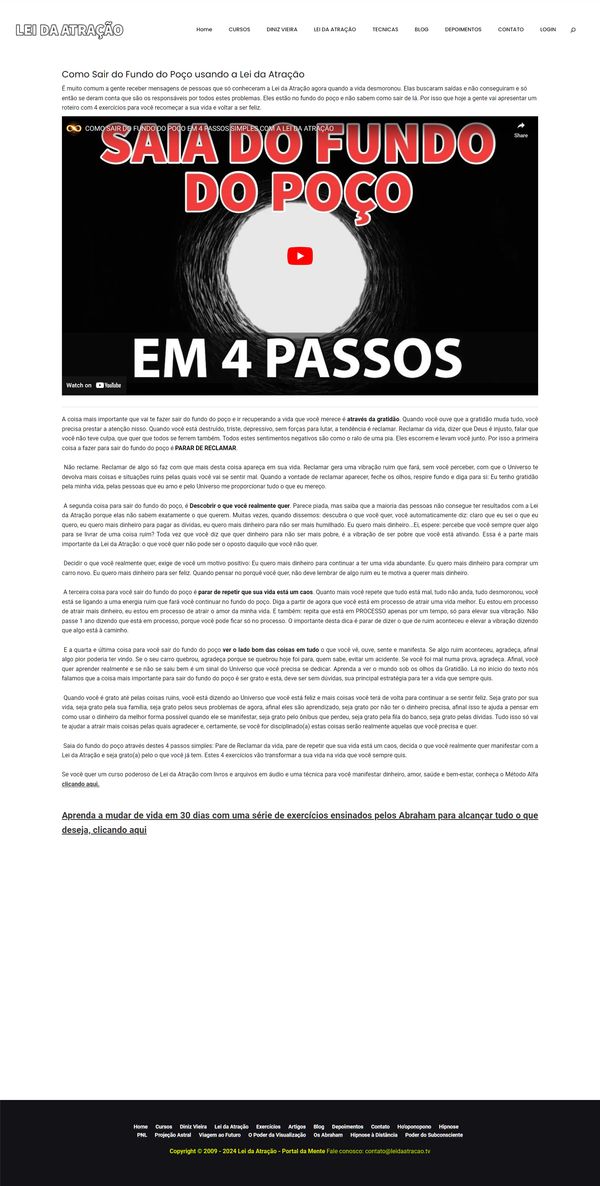 LEI DA ATRAÇÃO
Home CURSOS DINIZ VIEIRA LEI DA ATRAÇÃO TECNICAS BLOG DEPOIMENTOS CONTATO LOGIN
Como Sair do Fundo do Poço usando a Lei da Atração
É muito comum a gente receber mensagens de pessoas que só conheceram a Lei da Atração agora quando a vida desmoronou. Elas buscaram saídas e não conseguiram e só
então se deram conta que são os responsáveis por todos estes problemas. Eles estão no fundo do poço e não sabem como sair de lá. Por isso que hoje a gente vai apresentar um
roteiro com 4 exercícios para você recomeçar a sua vida e voltar a ser feliz.
COMO SAIR DO FUNDO DO POÇO EM 4 PASSOS SIMPLES COM A LEI DA ATRAÇÃO
Share
SAIA DO FUNDO
DO POÇO
EM 4 PASSOS
Watch on YouTube
A coisa mais importante que vai te fazer sair do fundo do poço e ir recuperando a vida que você merece é através da gratidão. Quando você ouve que a gratidão muda tudo, você
precisa prestar a atenção nisso. Quando você está destruído, triste, depressivo, sem forças para lutar, a tendência é reclamar. Reclamar da vida, dizer que Deus é injusto, falar que
você não teve culpa, que quer que todos se ferrem também. Todos estes sentimentos negativos são como o ralo de uma pia. Eles escorrem e levam você junto. Por isso a primeira
coisa a fazer para sair do fundo do poço é PARAR DE RECLAMAR.
Não reclame. Reclamar de algo só faz com que mais desta coisa apareça em sua vida. Reclamar gera uma vibração ruim que fará, sem você perceber, com que o Universo te
devolva mais coisas e situações ruins pelas quais você vai se sentir mal. Quando a vontade de reclamar aparecer, feche os olhos, respire fundo e diga para si: Eu tenho gratidão
pela minha vida, pelas pessoas que eu amo e pelo Universo me proporcionar tudo o que eu mereço.
A segunda coisa para sair do fundo do poço, é Descobrir o que você realmente quer. Parece piada, mas saiba que a maioria das pessoas não consegue ter resultados com a Lei
da Atração porque elas não sabem exatamente o que querem. Muitas vezes, quando dissemos: descubra o que você quer, você automaticamente diz: claro que eu sei o que eu
quero, eu quero mais dinheiro para pagar as dívidas, eu quero mais dinheiro para não ser mais humilhado. Eu quero mais dinheiro...Ei, espere: percebe que você sempre quer algo
para se livrar de uma coisa ruim? Toda vez que você diz que quer dinheiro para não ser mais pobre, é a vibração de ser pobre que você está ativando. Essa é a parte mais
importante da Lei da Atração: o que você quer não pode ser o oposto daquilo que você não quer.
Decidir o que você realmente quer, exige de você um motivo positivo: Eu quero mais dinheiro para continuar a ter uma vida abundante. Eu quero mais dinheiro para comprar um
carro novo. Eu quero mais dinheiro para ser feliz. Quando pensar no porquê você quer, não deve lembrar de algo ruim eu te motiva a querer mais dinheiro.
A terceira coisa para você sair do fundo do poço é parar de repetir que sua vida está um caos. Quanto mais você repete que tudo está mal, tudo não anda, tudo desmoronou, você
está se ligando a uma energia ruim que fará você continuar no fundo do poço. Diga a partir de agora que você está em processo de atrair uma vida melhor. Eu estou em processo
de atrair mais dinheiro, eu estou em processo de atrair o amor da minha vida. E também: repita que está em PROCESSO apenas por um tempo, só para elevar sua vibração. Não
passe 1 ano dizendo que está em processo, porque você pode ficar só no processo. O importante desta dica é parar de dizer o que de ruim aconteceu e elevar a vibração dizendo
que algo está à caminho.
E a quarta e última coisa para você sair do fundo do poço ver o lado bom das coisas em tudo o que você vê, ouve, sente e manifesta. Se algo ruim aconteceu, agradeça, afinal
algo pior poderia ter vindo. Se o seu carro quebrou, agradeça porque se quebrou hoje foi para, quem sabe, evitar um acidente. Se você foi mal numa prova, agradeça. Afinal, você
quer aprender realmente e se não se saiu bem é um sinal do Universo que você precisa se dedicar. Aprenda a ver o mundo sob os olhos da Gratidão. Lá no início do texto nós
falamos que a coisa mais importante para sair do fundo do poço é ser grato e esta, deve ser sem dúvidas, sua principal estratégia para ter a vida que sempre quis.
Quando você é grato até pelas coisas ruins, você está dizendo ao Universo que você está feliz e mais coisas você terá de volta para continuar a se sentir feliz. Seja grato por sua
vida, seja grato pela sua família, seja grato pelos seus problemas de agora, afinal eles são aprendizado, seja grato por não ter o dinheiro precisa, afinal isso te ajuda a pensar em
como usar o dinheiro da melhor forma possível quando ele se manifestar, seja grato pelo ônibus que perdeu, seja grato pela fila do banco, seja grato pelas dívidas. Tudo isso só vai
te ajudar a atrair mais coisas pelas quais agradecer e, certamente, se você for disciplinado(a) estas coisas serão realmente aquelas que você precisa e quer.
Saia do fundo do poço através destes 4 passos simples: Pare de Reclamar da vida, pare de repetir que sua vida está um caos, decida o que você realmente quer manifestar com a
Lei da Atração e seja grato(a) pelo o que você já tem. Estes 4 exercícios vão transformar a sua vida na vida que você sempre quis.
Se você quer um curso poderoso de Lei da Atração com livros e arquivos em áudio e uma técnica para você manifestar dinheiro, amor, saúde e bem-estar, conheça o Método Alfa
clicando aqui.
Aprenda a mudar de vida em 30 dias com uma série de exercícios ensinados pelos Abraham para alcançar tudo o que
deseja, clicando aqui
Home Cursos Diniz Vieira Lei da Atração Exercícios Artigos Blog Depoimentos Contato Ho'oponopono Hipnose
PNL Projeção Astral Viagem ao Futuro O Poder da Visualização Os Abraham Hipnose à Distância Poder do Subconsciente
Copyright © 2009 - 2024 Lei da Atração - Portal da Mente Fale conosco: contato@leidaatracao.tv